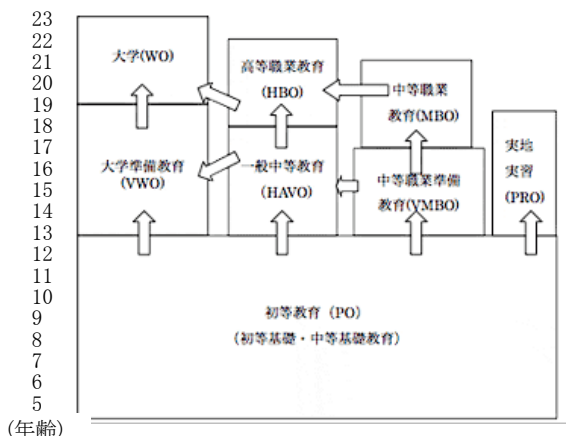 23
22
21
20
19
18
17
16
15
14
13
12
11
10
9
8
7
6
5
(年齢)
大学(WO)
高等職業教育
(HBO)
中等職業
教育(MBO)
大学準備教育
(VWO)
一般中等教育
(HAVO)
中等職業準備
教育(VMBO)
実地
実習
(PRO)
初等教育（PO）
（初等基礎・中等基礎教育）